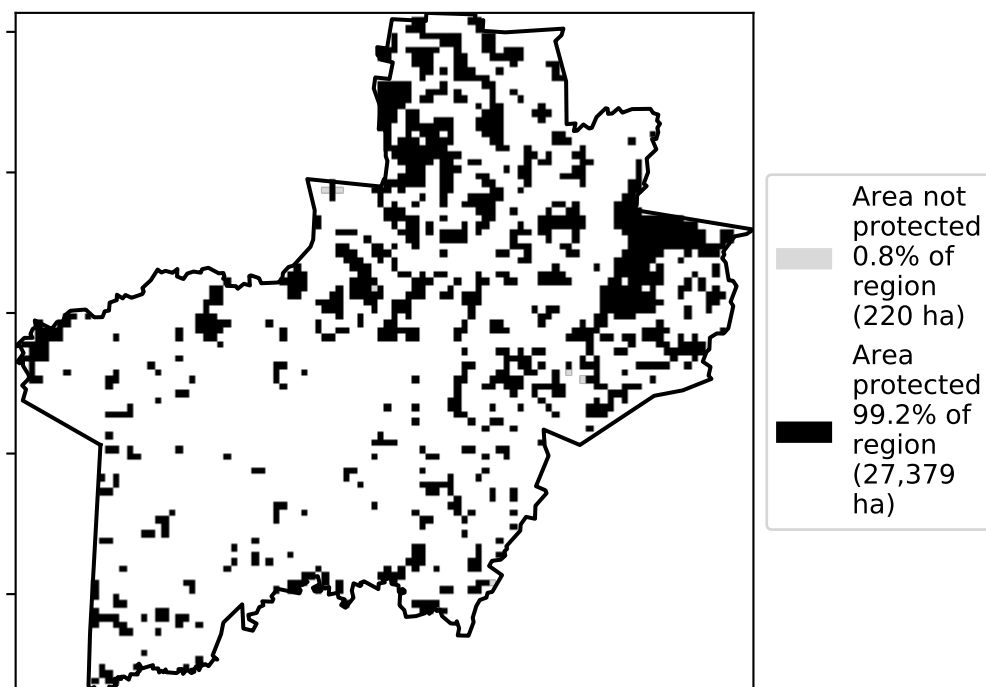 Area not
protected
0.8% of
region
(220 ha)
Area
protected
99.2% of
region
(27,379
ha)